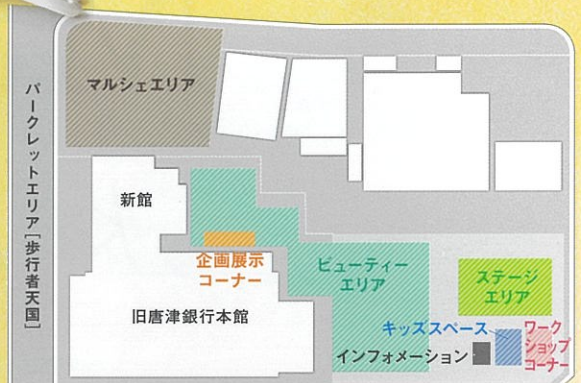 マルシェエリア
パークレットエリア[歩行者天国]
新館
企画展示
コーナー
ビューティー
エリア
ステージ
エリア
旧唐津銀行本館
キッズスペース
ワーク
ショップ
コーナー
インフォメーション